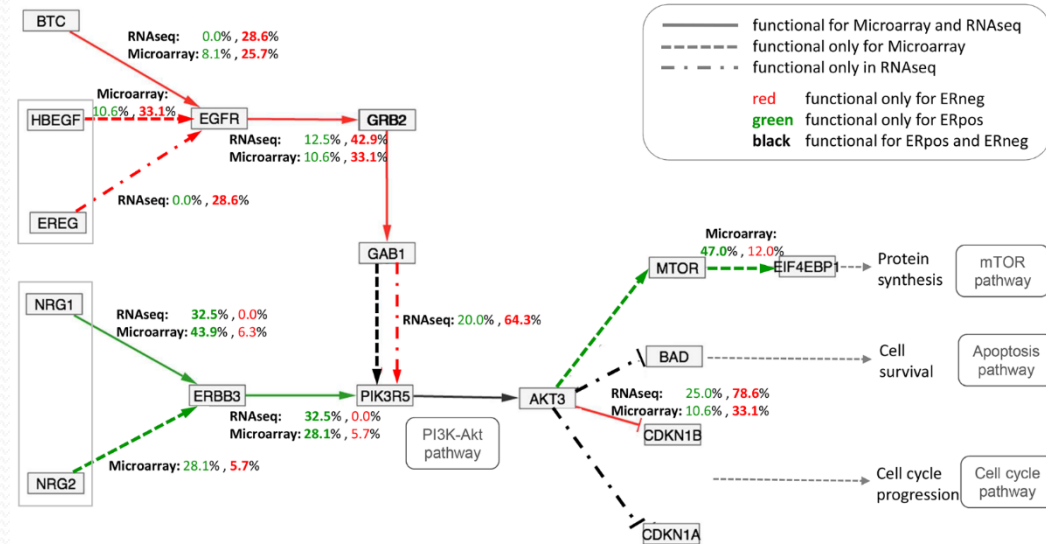 BTC
RNAseq: 0.0% , 28.6%
Microarray: 8.1% , 25.7%
Microarray:
10.6% , 33.1%
HBEGF
EGFR
GRB2
RNAseq: 12.5% , 42.9%
Microarray: 10.6% , 33.1%
RNAseq: 0.0% , 28.6%
EREG
functional for Microarray and RNAseq
functional only for Microarray
functional only in RNAseq
red functional only for ERneg
green functional only for ERpos
black functional for ERpos and ERneg
GAB1
Microarray:
47.0% , 12.0%
MTOR
EIF4EBP1
Protein
synthesis
mTOR
pathway
NRG1
RNAseq: 32.5% , 0.0%
Microarray: 43.9% , 6.3%
RNAseq: 20.0% , 64.3%
BAD
Cell
survival
Apoptosis
pathway
ERBB3
PIK3R5
AKT3
RNAseq: 25.0% , 78.6%
Microarray: 10.6% , 33.1%
RNAseq: 32.5% , 0.0%
Microarray: 28.1% , 5.7%
PI3K-Akt
pathway
CDKN1B
Microarray: 28.1% , 5.7%
NRG2
Cell cycle
progression
Cell cycle
pathway
CDKN1A